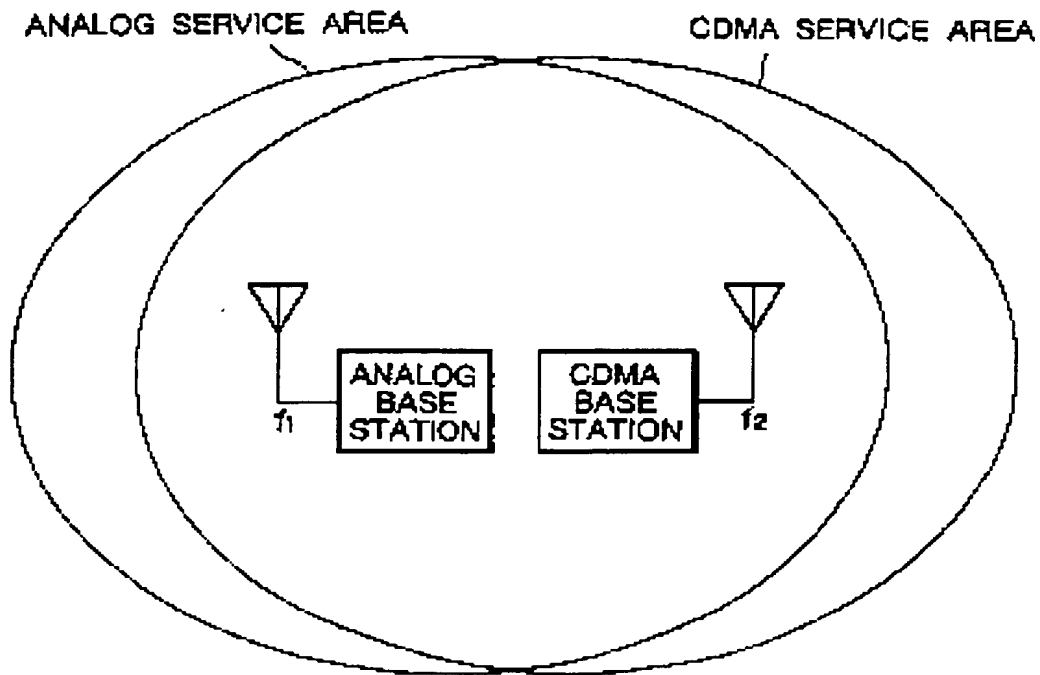 ANALOG SERVICE AREA
CDMA SERVICE AREA
ANALOG
BASE
STATION
f1
CDMA
BASE
STATION
f2